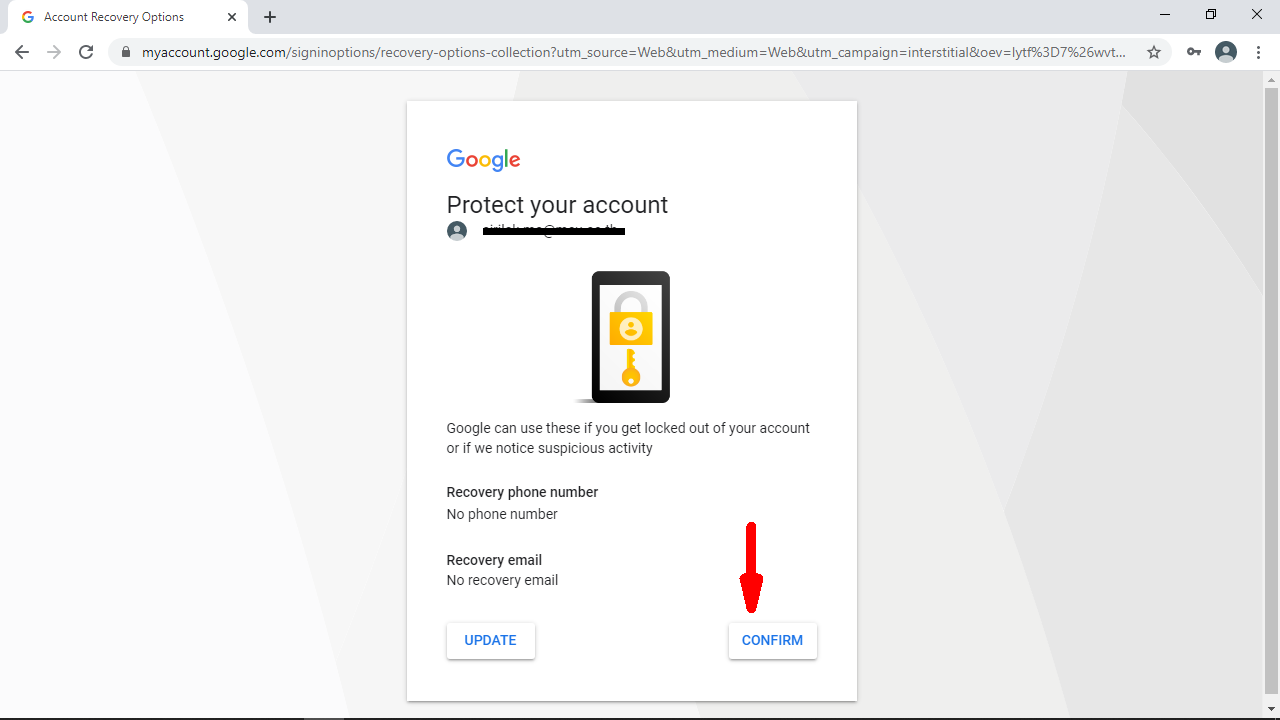 Account Recovery Options
myaccount.google.com/signinoptions/recovery-options-collection?utm_source=Web&utm_medium=Web&utm_campaign=interstitial&oev=lytf%3D7%26wvt...
Google
Protect your account
Google can use these if you get locked out of your account
or if we notice suspicious activity
Recovery phone number
No phone number
Recovery email
No recovery email
UPDATE
CONFIRM